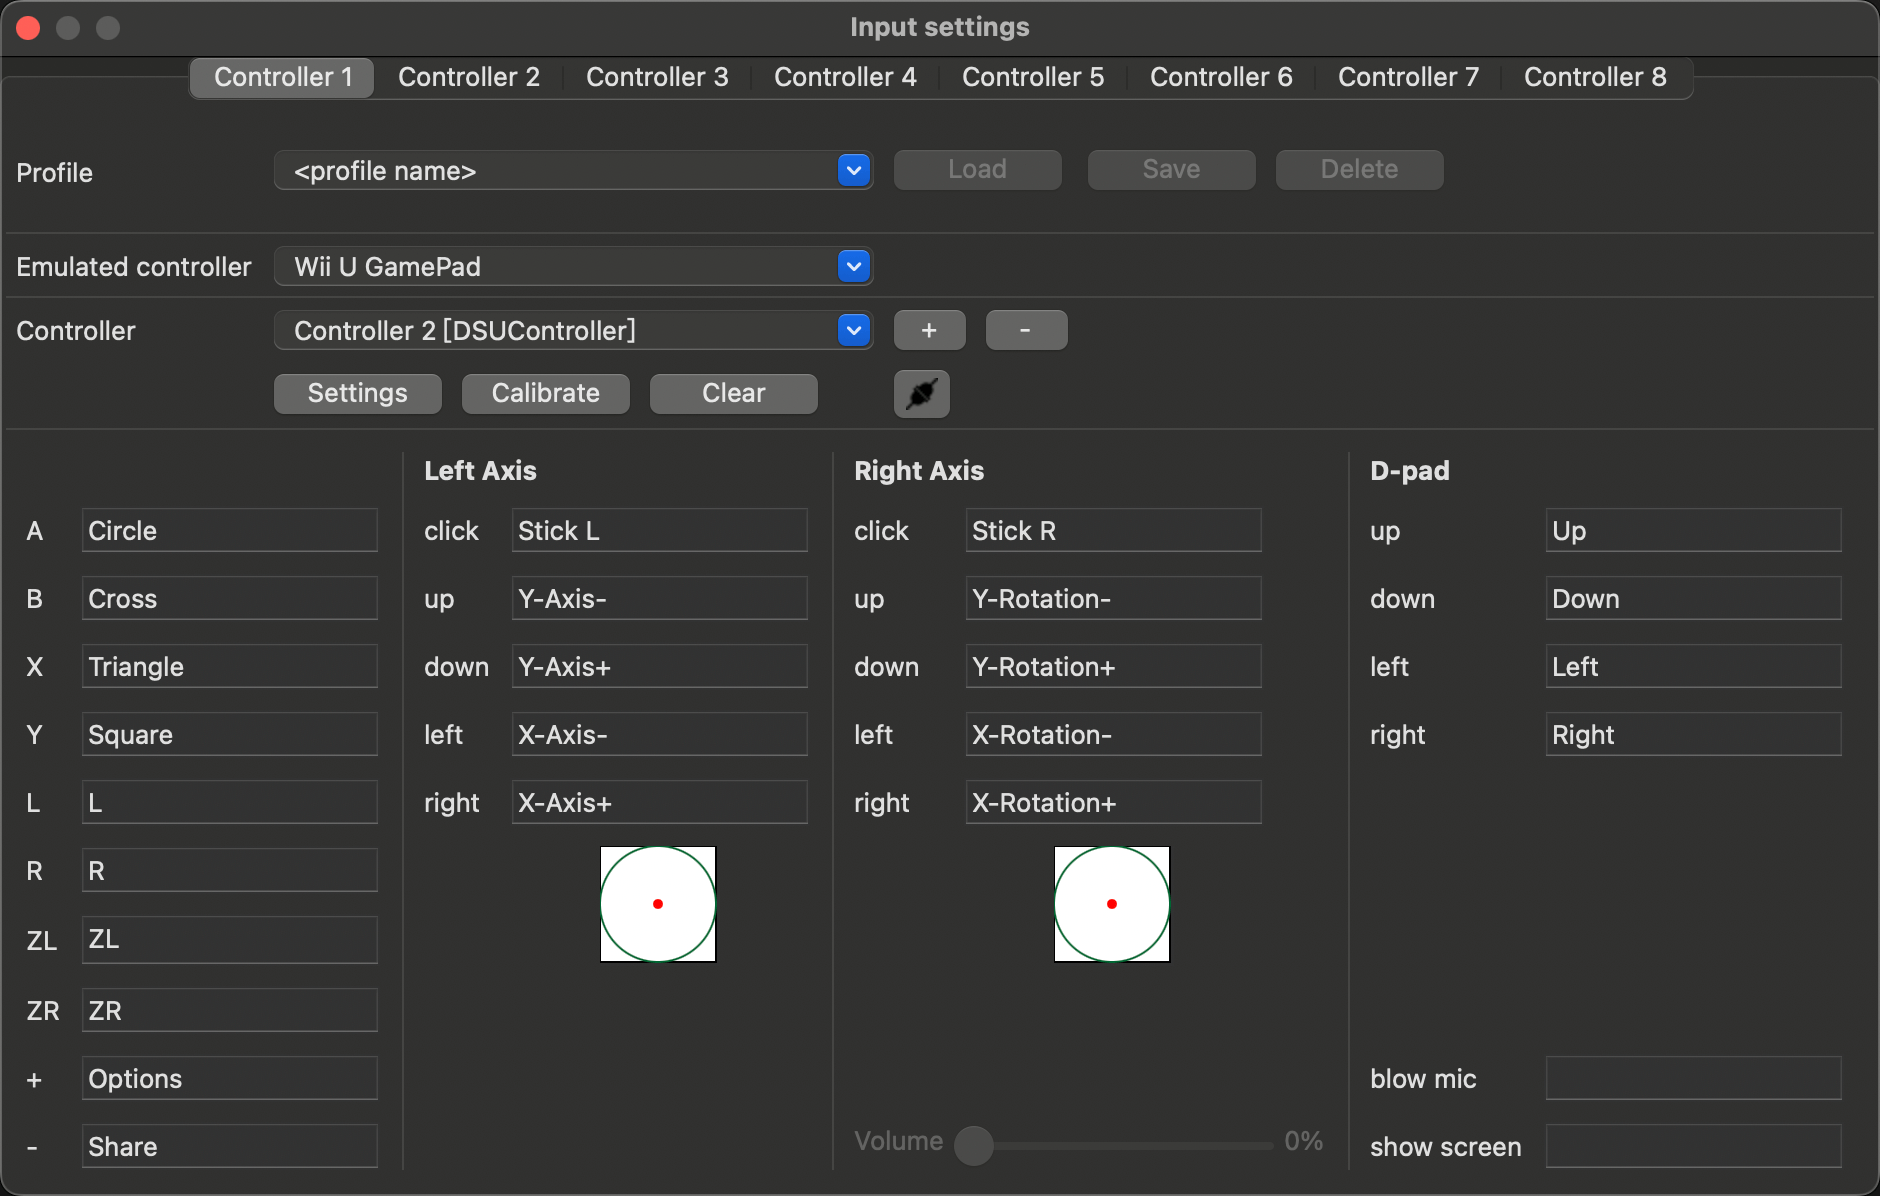 Input settings
Controller 1 Controller 2 Controller 3 Controller 4 Controller 5 Controller 6 Controller 7 Controller 8
Profile <profile name> Load Save Delete
Emulated controller Wii U GamePad
Controller Controller 2 [DSUController] + -
Settings Calibrate Clear
Left Axis Right Axis D-pad
A Circle click Stick L click Stick R up Up
B Cross up Y-Axis- up Y-Rotation- down Down
X Triangle down Y-Axis+ down Y-Rotation+ left Left
Y Square left X-Axis- left X-Rotation- right Right
L L right X-Axis+ right X-Rotation+
R R
ZL ZL
ZR ZR
+ Options blow mic
- Share Volume 0% show screen